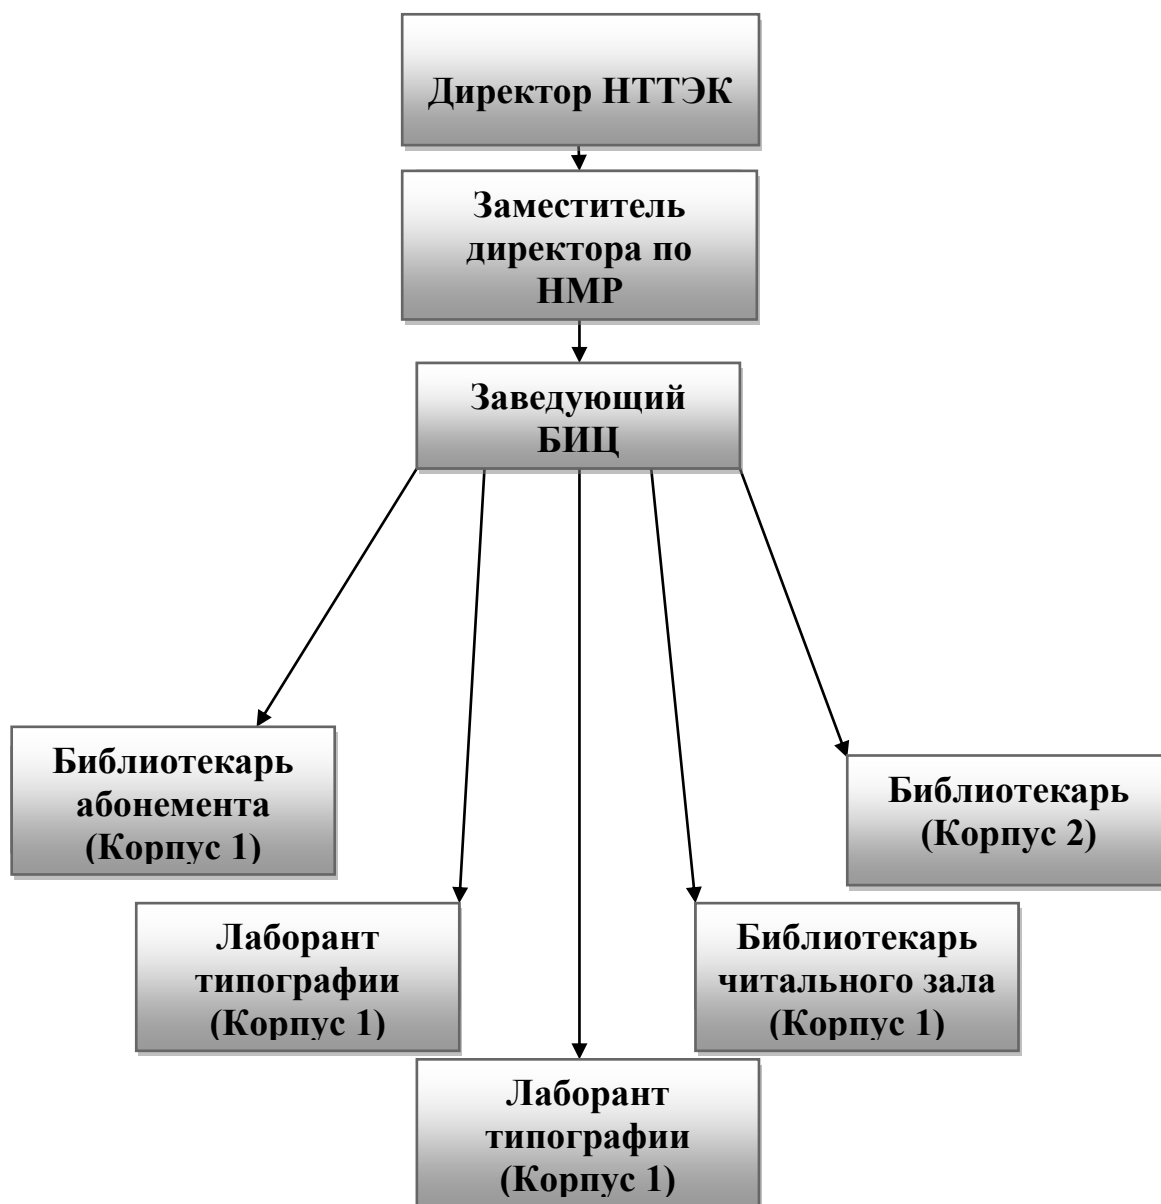 Директор НТТЭК
Заместитель
директора по
НМР
Заведующий
БИЦ
Библиотекарь
абонемента
(Корпус 1)
Библиотекарь
(Корпус 2)
Лаборант
типографии
(Корпус 1)
Библиотекарь
читального зала
(Корпус 1)
Лаборант
типографии
(Корпус 1)